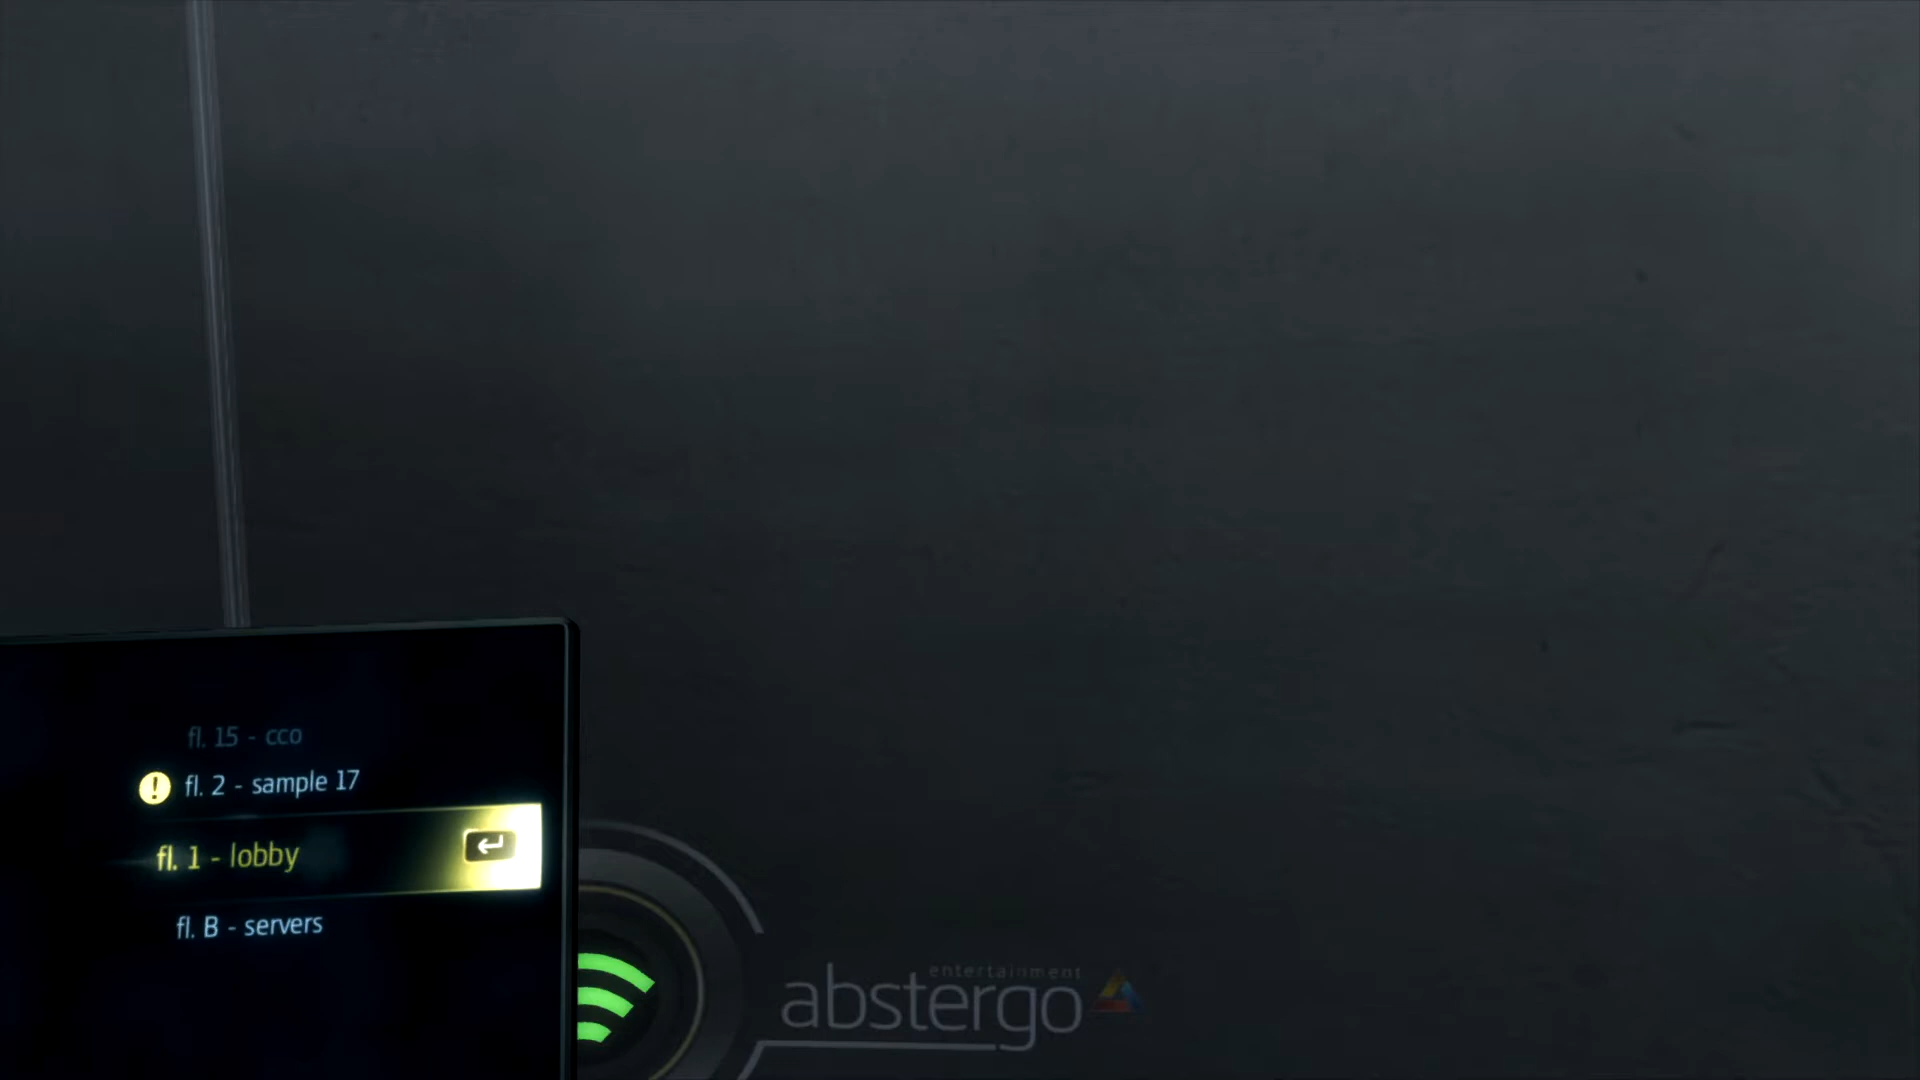 fl. 15 - cco
! fl. 2 - sample 17
fl. 1 - lobby
fl. B - servers
entertainment
abstergo